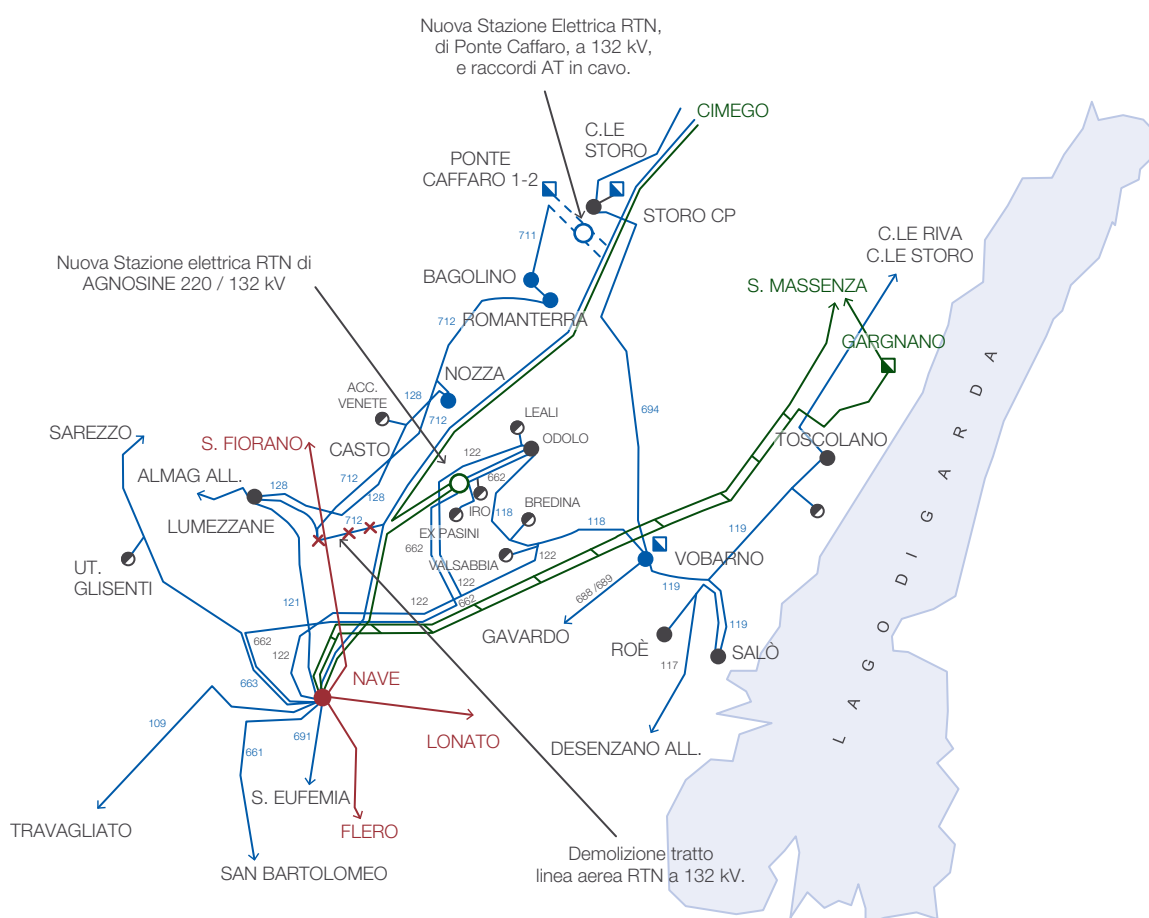 Nuova Stazione Elettrica RTN,
di Ponte Caffaro, a 132 kV,
e raccordi AT in cavo.
CIMEGO
C.LE
STORO
PONTE
CAFFARO 1-2
STORO CP
711
C.LE RIVA
C.LE STORO
Nuova Stazione elettrica RTN di
AGNOSINE 220 / 132 kV
BAGOLINO
S. MASSENZA
712
ROMANTERRA
GARGNANO
NOZZA
ACC.
VENETE
128
712
LEALI
694
SAREZZO
S. FIORANO
CASTO
ODOLO
TOSCOLANO
122
ALMAG ALL.
712
662
128
128
LUMEZZANE
IRO
BREDINA
118
712
EX PASINI
118
119
662
VALSABBIA
122
VOBARNO
UT.
GLISENTI
122
119
688 /689
121
122
662
119
GAVARDO
662
ROÈ
SALÒ
122
117
663
NAVE
109
661
691
LONATO
DESENZANO ALL.
S. EUFEMIA
TRAVAGLIATO
FLERO
SAN BARTOLOMEO
Demolizione tratto
linea aerea RTN a 132 kV.
LAGO DI GARDA